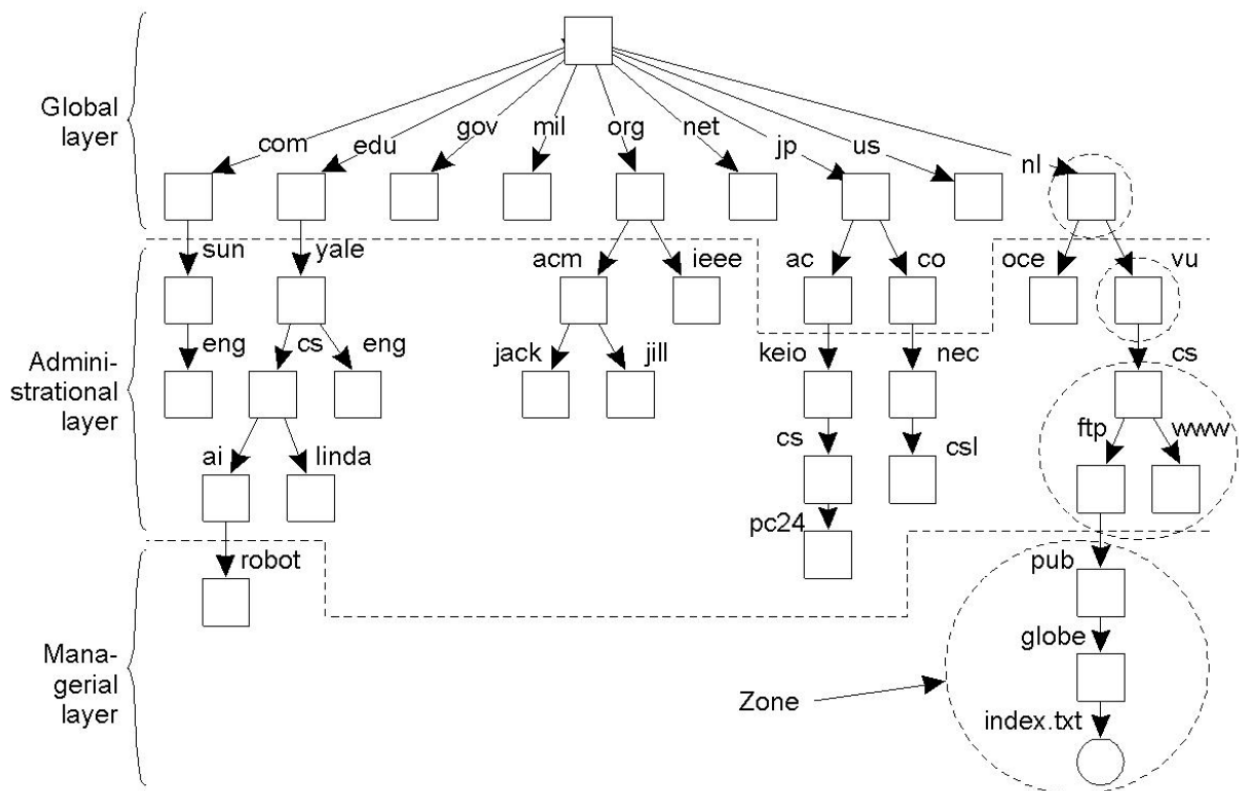 Global
layer
com
edu
gov
mil
org
net
jp
us
nl
sun
yale
acm
ieee
ac
co
oce
vu
Admini-
strational
layer
eng
cs
eng
jack
jill
keio
nec
cs
ai
linda
cs
csl
ftp
www
pc24
robot
pub
Mana-
gerial
layer
globe
Zone
index.txt